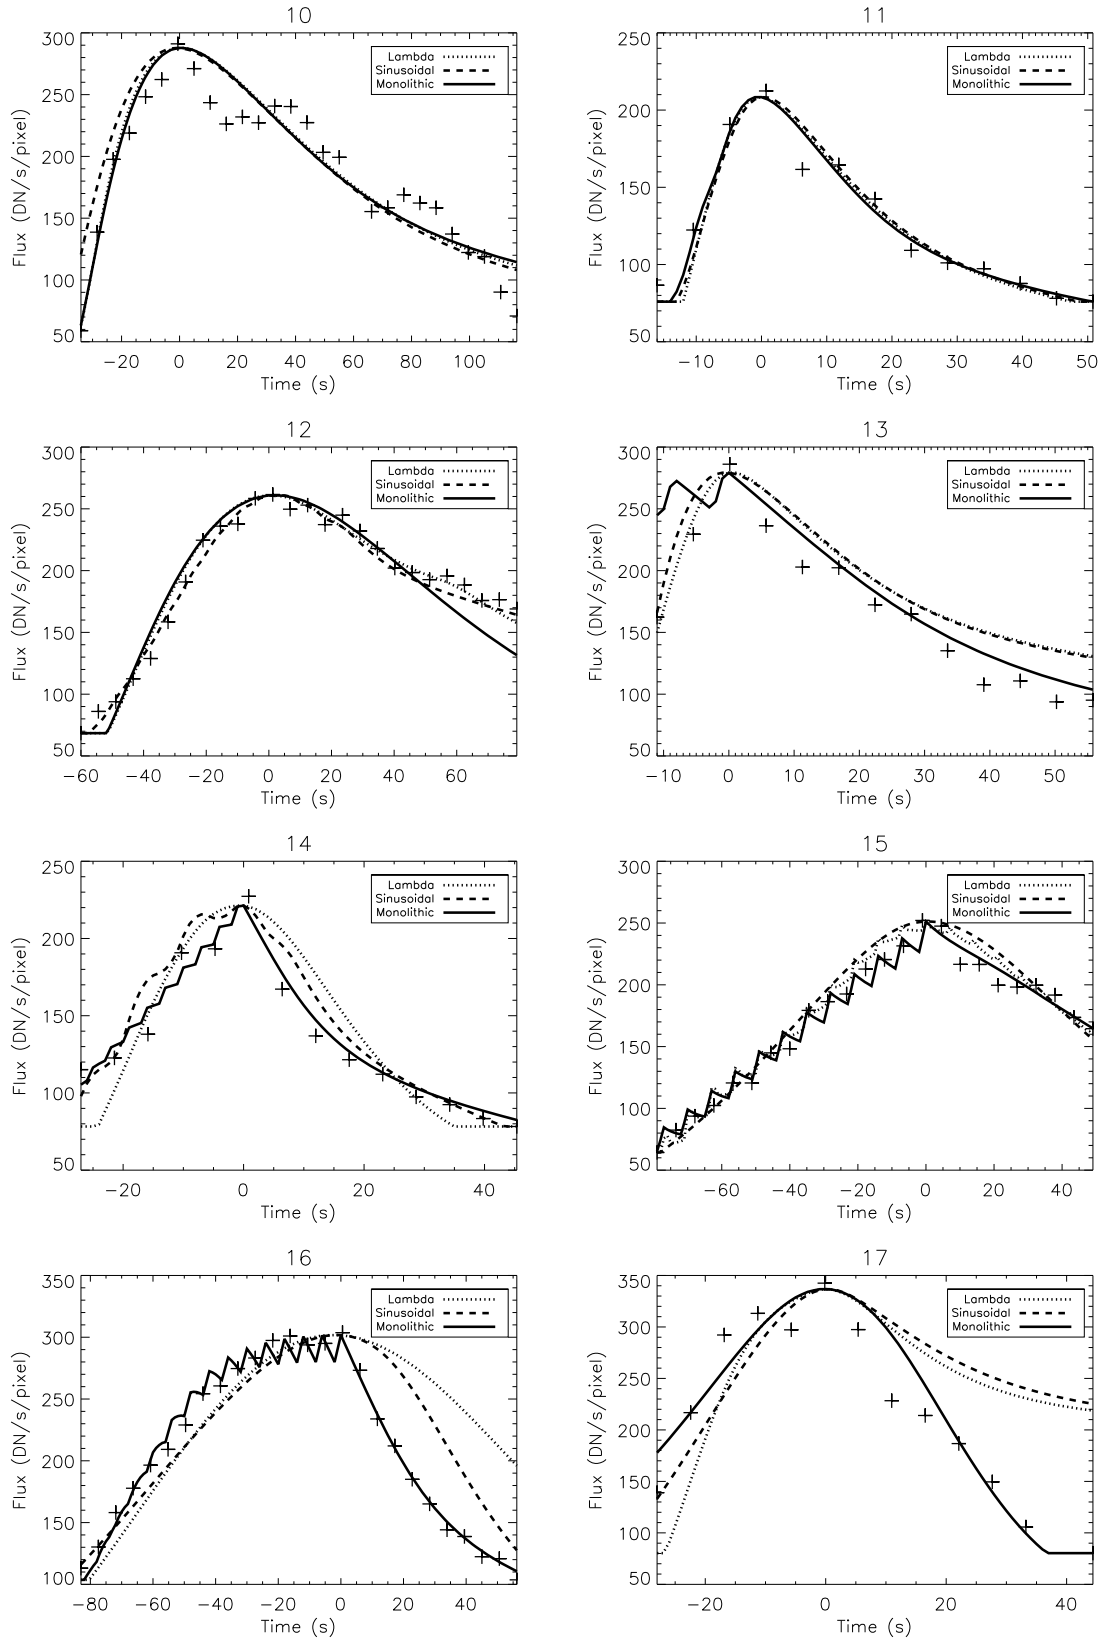 10
Flux (DN/s/pixel)
300
250
200
150
100
50
Lambda
Sinusoidal
Monolithic
−20 0 20 40 60 80 100
Time (s)
11
Flux (DN/s/pixel)
250
200
150
100
50
Lambda
Sinusoidal
Monolithic
−10 0 10 20 30 40 50
Time (s)
12
Flux (DN/s/pixel)
300
250
200
150
100
50
Lambda
Sinusoidal
Monolithic
−60 −40 −20 0 20 40 60
Time (s)
13
Flux (DN/s/pixel)
300
250
200
150
100
50
Lambda
Sinusoidal
Monolithic
−10 0 10 20 30 40 50
Time (s)
14
Flux (DN/s/pixel)
250
200
150
100
50
Lambda
Sinusoidal
Monolithic
−20 0 20 40
Time (s)
15
Flux (DN/s/pixel)
300
250
200
150
100
50
Lambda
Sinusoidal
Monolithic
−60 −40 −20 0 20 40
Time (s)
16
Flux (DN/s/pixel)
350
300
250
200
150
100
Lambda
Sinusoidal
Monolithic
−80 −60 −40 −20 0 20 40
Time (s)
17
Flux (DN/s/pixel)
350
300
250
200
150
100
50
Lambda
Sinusoidal
Monolithic
−20 0 20 40
Time (s)